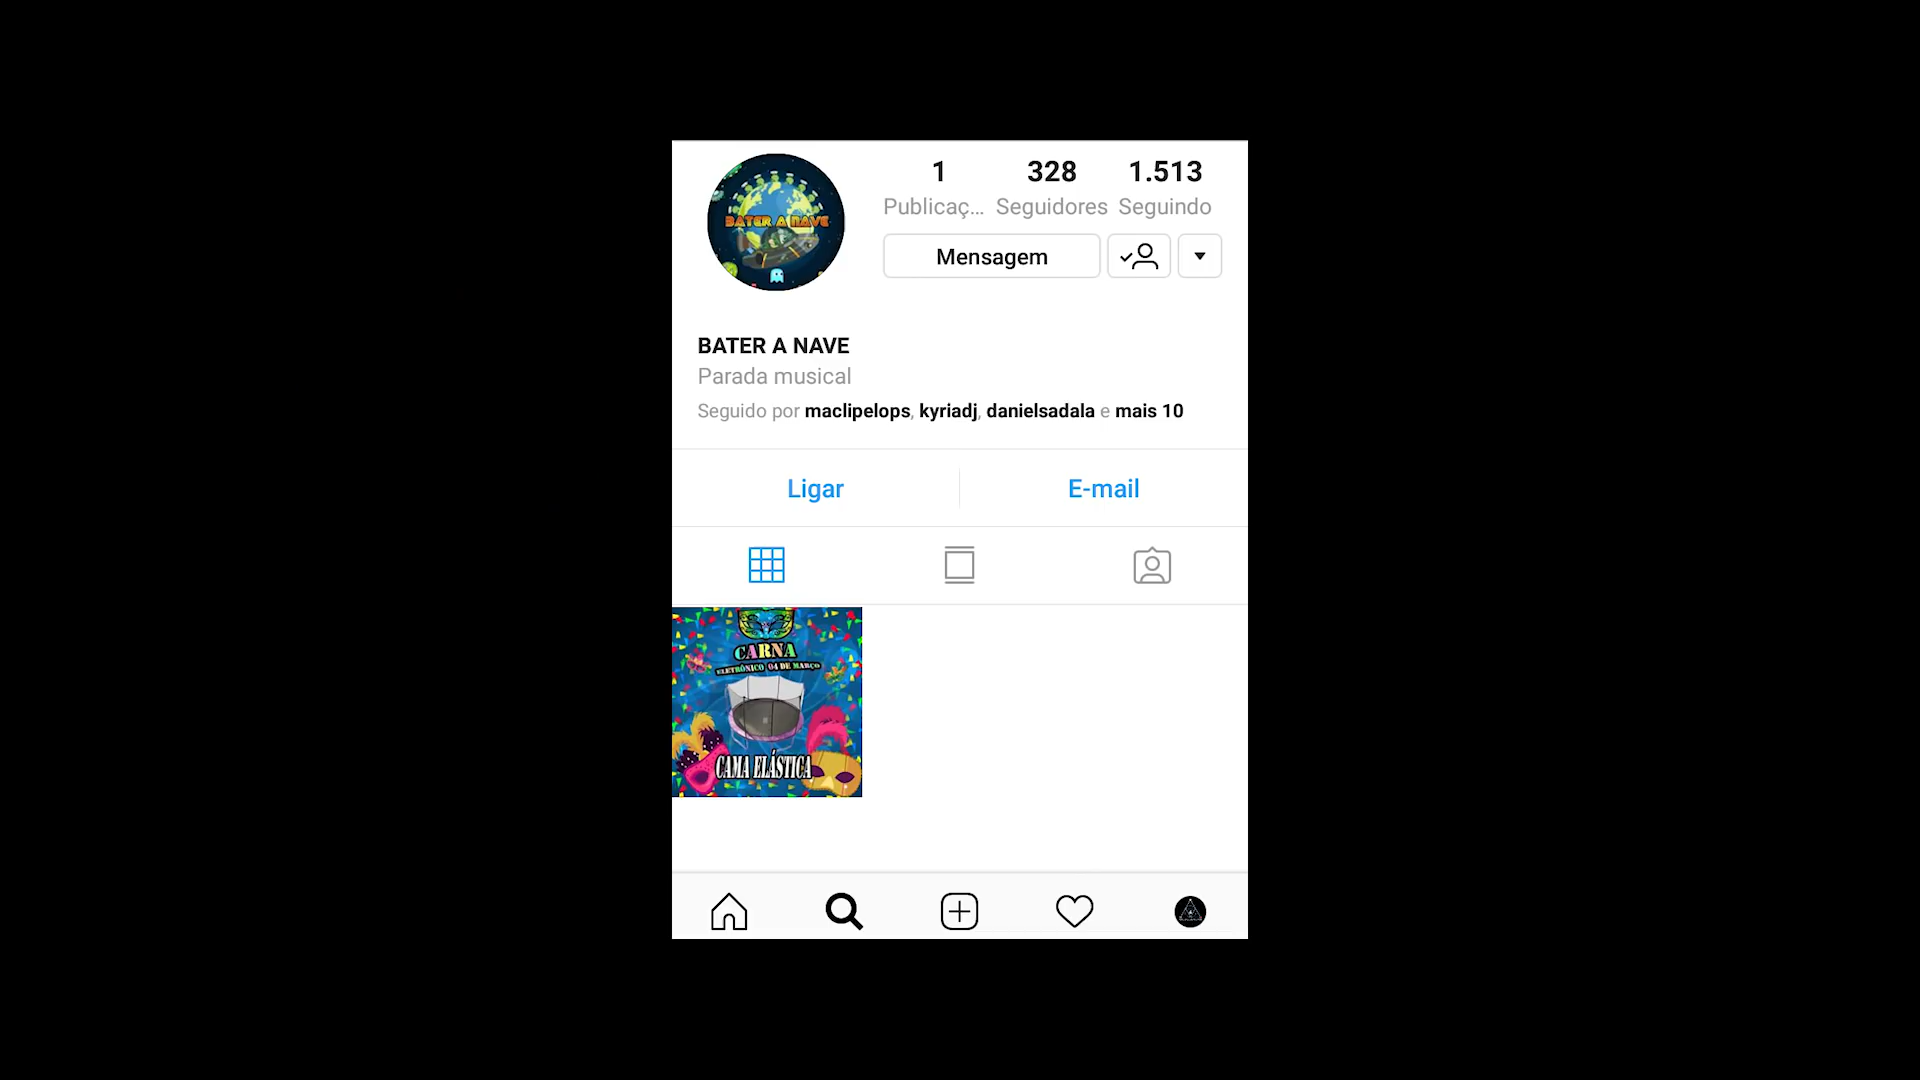 1 328 1.513
Publicaç... Seguidores Seguindo
BATER A NAVE
Mensagem
BATER A NAVE
Parada musical
Seguido por maclipelops, kyriadj, danielsadala e mais 10
Ligar E-mail
CARNA
ELETRÔNICO 04 DE MARÇO
CAMA ELÁSTICA